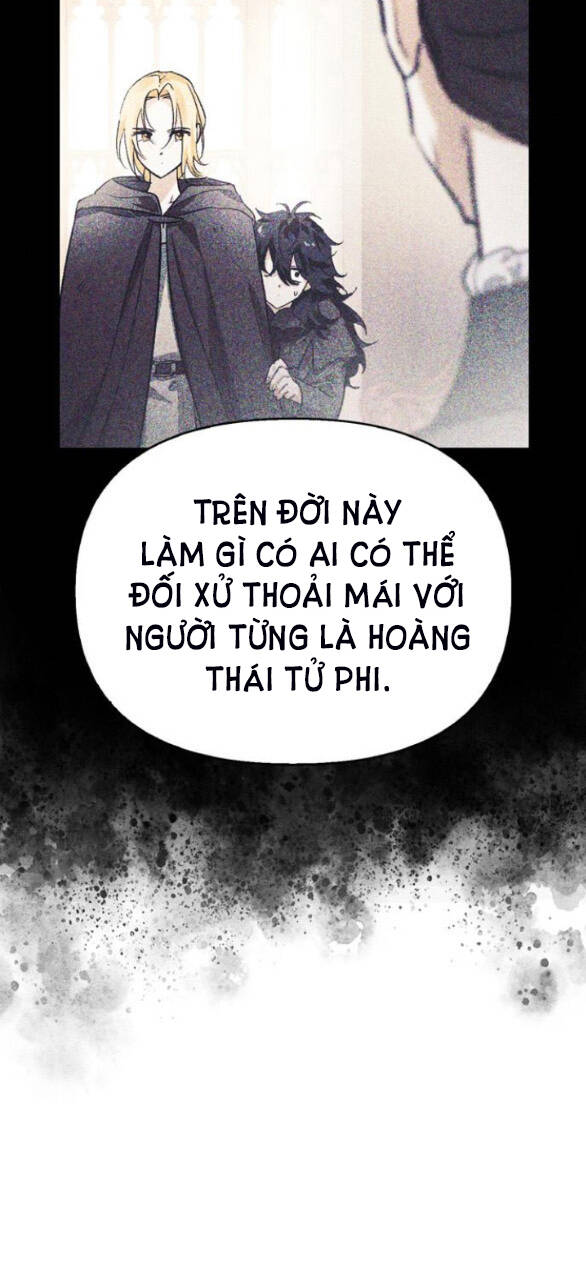 TRÊN ĐỜI NÀY
LÀM GÌ CÓ AI CÓ THỂ
ĐỐI XỬ THOẢI MÁI VỚI
NGƯỜI TỪNG LÀ HOÀNG
THÁI TỬ PHI.